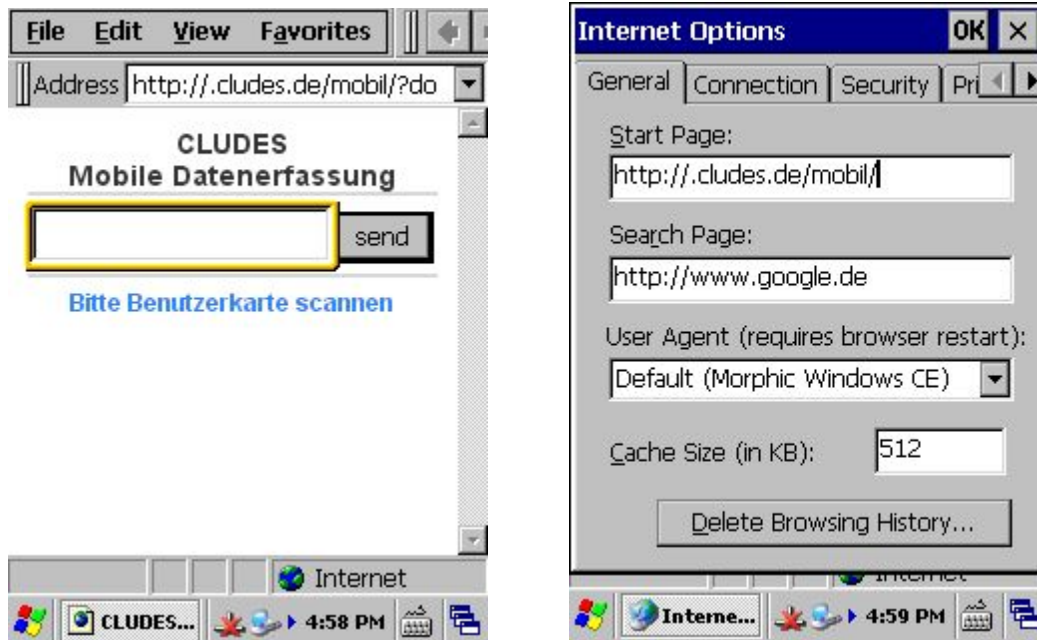 File Edit View Favorites
Address http://.cludes.de/mobil/?do
CLUDES
Mobile Datenerfassung
send
Bitte Benutzerkarte scannen
Internet
CLUDES... 4:58 PM
Internet Options OK
General Connection Security Pri
Start Page:
http://.cludes.de/mobil/
Search Page:
http://www.google.de
User Agent (requires browser restart):
Default (Morphic Windows CE)
Cache Size (in KB): 512
Delete Browsing History...
Internet
Interne... 4:59 PM